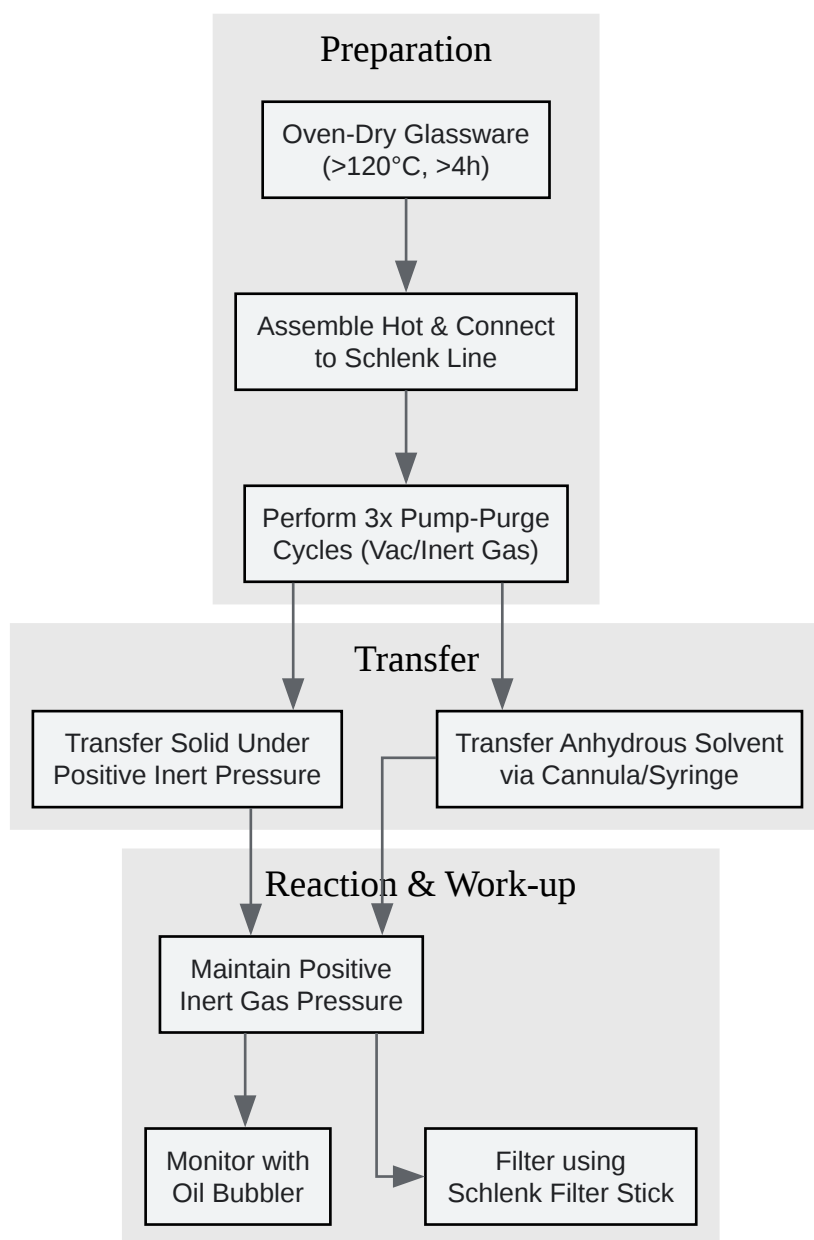 Preparation
Oven-Dry Glassware
(>120°C, >4h)
Assemble Hot & Connect
to Schlenk Line
Perform 3x Pump-Purge
Cycles (Vac/Inert Gas)
Transfer
Transfer Solid Under
Positive Inert Pressure
Transfer Anhydrous Solvent
via Cannula/Syringe
Reaction & Work-up
Maintain Positive
Inert Gas Pressure
Monitor with
Oil Bubbler
Filter using
Schlenk Filter Stick